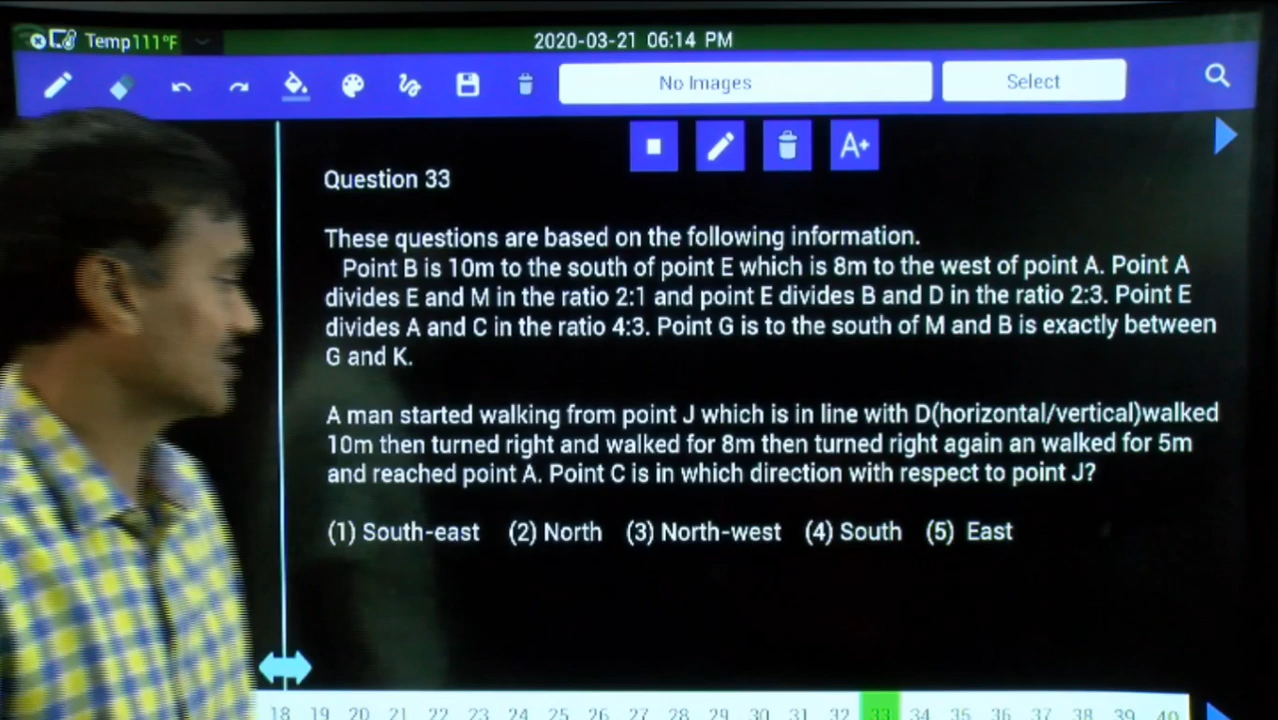 Temp111°F
2020-03-21 06:14 PM
No Images
Select
A+
Question 33
These questions are based on the following information.
Point B is 10m to the south of point E which is 8m to the west of point A. Point A
divides E and M in the ratio 2:1 and point E divides B and D in the ratio 2:3. Point E
divides A and C in the ratio 4:3. Point G is to the south of M and B is exactly between
G and K.
A man started walking from point J which is in line with D(horizontal/vertical)walked
10m then turned right and walked for 8m then turned right again an walked for 5m
and reached point A. Point C is in which direction with respect to point J?
(1) South-east (2) North (3) North-west (4) South (5) East
18 19 20 21 22 23 24 25 26 27 28 29 30 31 32 33 34 35 36 37 38 39 40